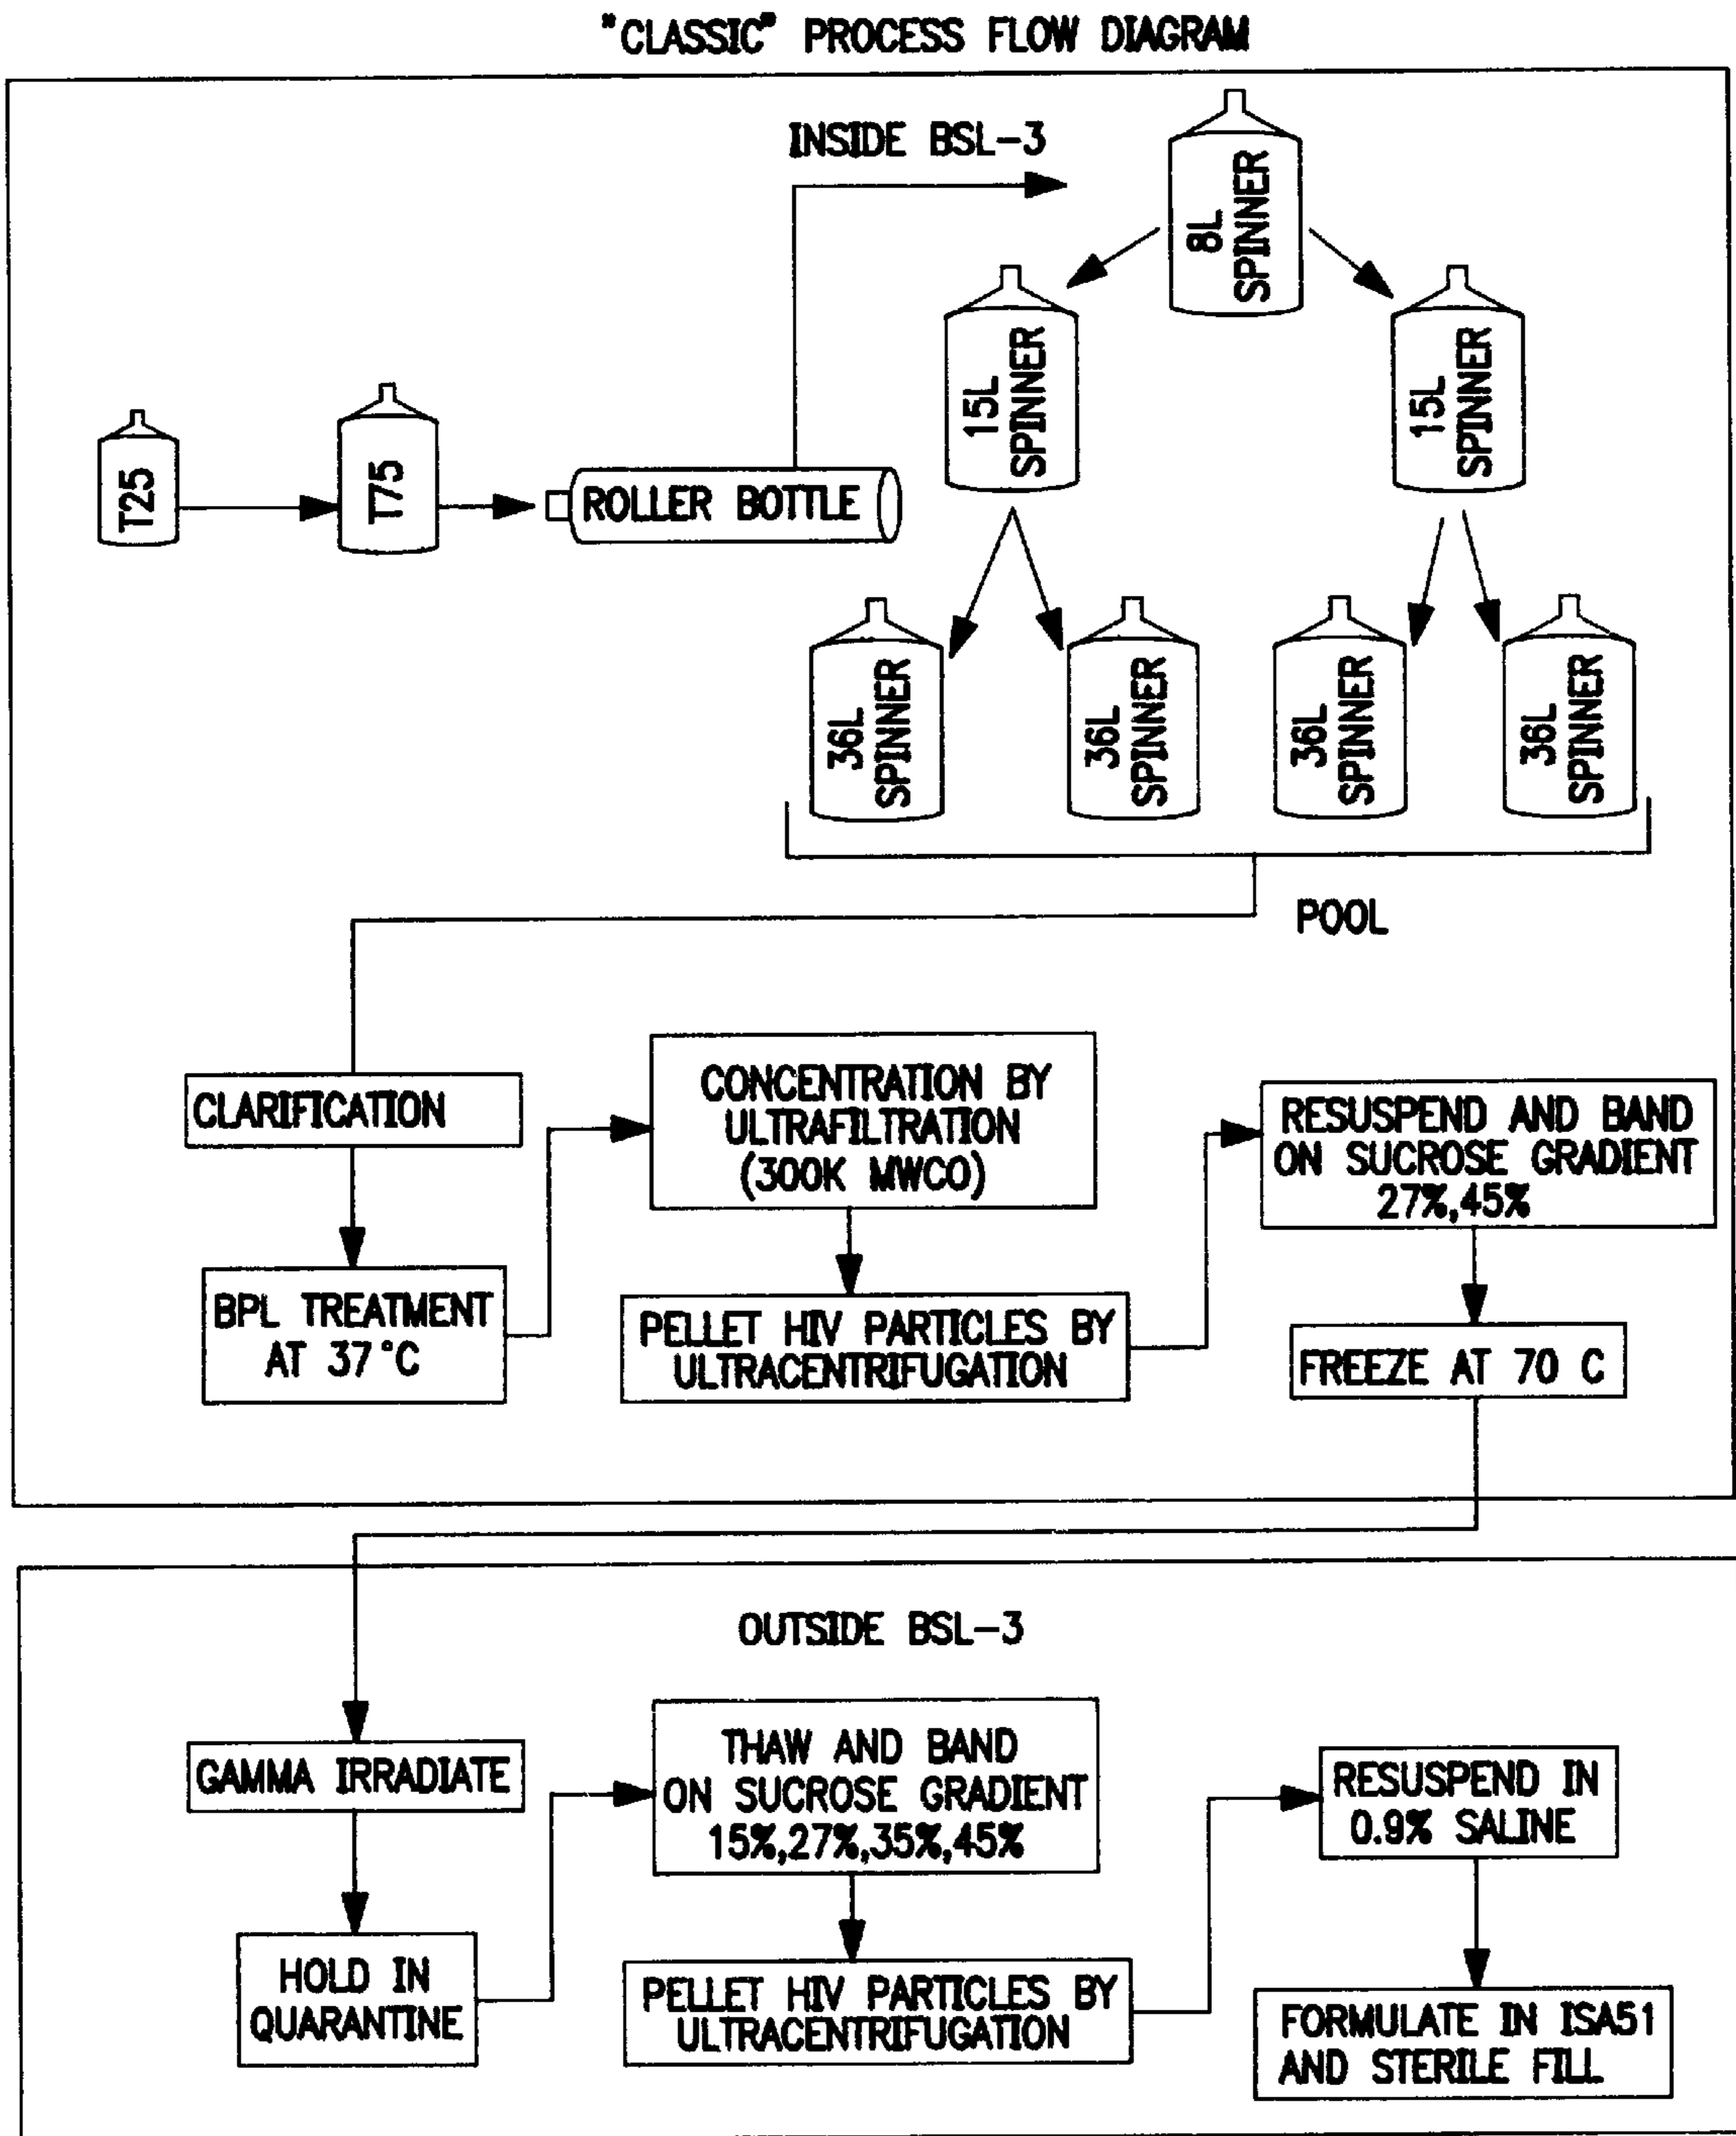 "CLASSIC" PROCESS FLOW DIAGRAM
INSIDE BSL-3
8L
SPINNER
15L
SPINNER
15L
SPINNER
T25
T75
ROLLER BOTTLE
36L
SPINNER
36L
SPINNER
36L
SPINNER
36L
SPINNER
POOL
CLARIFICATION
BPL TREATMENT
AT 37°C
CONCENTRATION BY
ULTRAFILTRATION
(300K MWCO)
PELLET HIV PARTICLES BY
ULTRACENTRIFUGATION
RESUSPEND AND BAND
ON SUCROSE GRADIENT
27%,45%
FREEZE AT 70 C
OUTSIDE BSL-3
GAMMA IRRADIATE
HOLD IN
QUARANTINE
THAW AND BAND
ON SUCROSE GRADIENT
15%,27%,35%,45%
PELLET HIV PARTICLES BY
ULTRACENTRIFUGATION
RESUSPEND IN
0.9% SALINE
FORMULATE IN ISA51
AND STERILE FILL